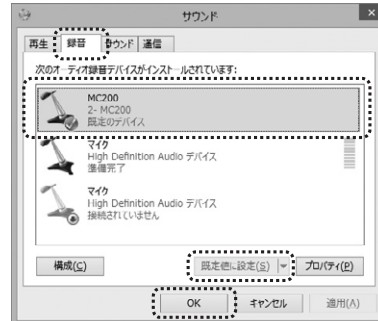 サウンド
再生 録音 サウンド 通信
次のオーディオ録音デバイスがインストールされています:
MC200
2- MC200
既定のデバイス
マイク
High Definition Audio デバイス
準備完了
マイク
High Definition Audio デバイス
接続されていません
構成(C) 既定値に設定(S) プロパティ(P)
OK キャンセル 適用(A)